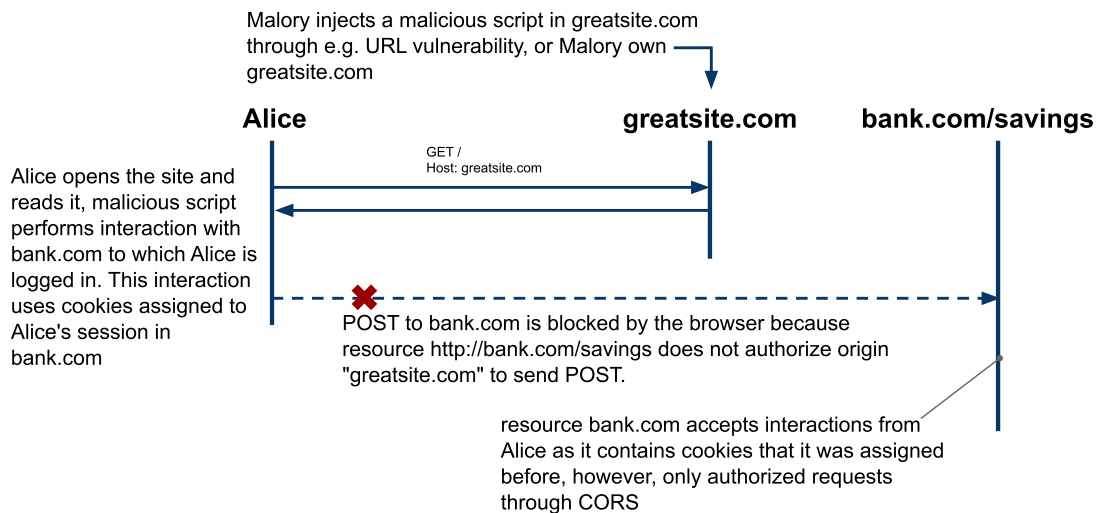 Malory injects a malicious script in greatsite.com
through e.g. URL vulnerability, or Malory own
greatsite.com
Alice
greatsite.com
bank.com/savings
GET /
Host: greatsite.com
Alice opens the site and
reads it, malicious script
performs interaction with
bank.com to which Alice is
logged in. This interaction
uses cookies assigned to
Alice's session in
bank.com
POST to bank.com is blocked by the browser because
resource http://bank.com/savings does not authorize origin
"greatsite.com" to send POST.
resource bank.com accepts interactions from
Alice as it contains cookies that it was assigned
before, however, only authorized requests
through CORS